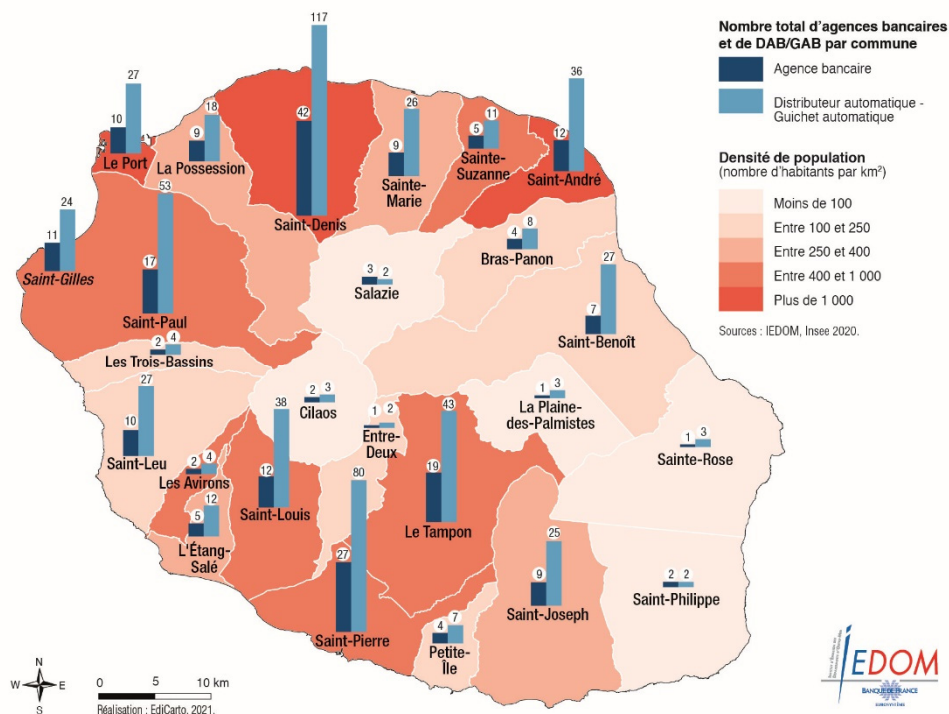 Nombre total d'agences bancaires
et de DAB/GAB par commune
Agence bancaire
Distributeur automatique -
Guichet automatique
Densité de population
(nombre d'habitants par km²)
Moins de 100
Entre 100 et 250
Entre 250 et 400
Entre 400 et 1 000
Plus de 1 000
Sources : IEDOM, Insee 2020.
10
27
Le Port
9
18
La Possession
42
117
Saint-Denis
9
26
Sainte-
Marie
5
11
Sainte-
Suzanne
12
36
Saint-André
11
24
Saint-Gilles
17
53
Saint-Paul
3
2
Salazie
4
8
Bras-Panon
7
27
Saint-Benoît
2
4
Les Trois-Bassins
10
27
Saint-Leu
2
3
Cilaos
1
2
Entre-
Deux
1
3
La Plaine-
des-Palmistes
1
3
Sainte-Rose
2
4
Les Avirons
5
12
L'Étang-
Salé
12
38
Saint-Louis
27
80
Saint-Pierre
19
43
Le Tampon
4
7
Petite-
Île
9
25
Saint-Joseph
2
2
Saint-Philippe
N
W
E
S
0
5
10 km
Réalisation : EdiCarto, 2021.
IEDOM
BANQUE DE FRANCE
EUROSYSTÈME